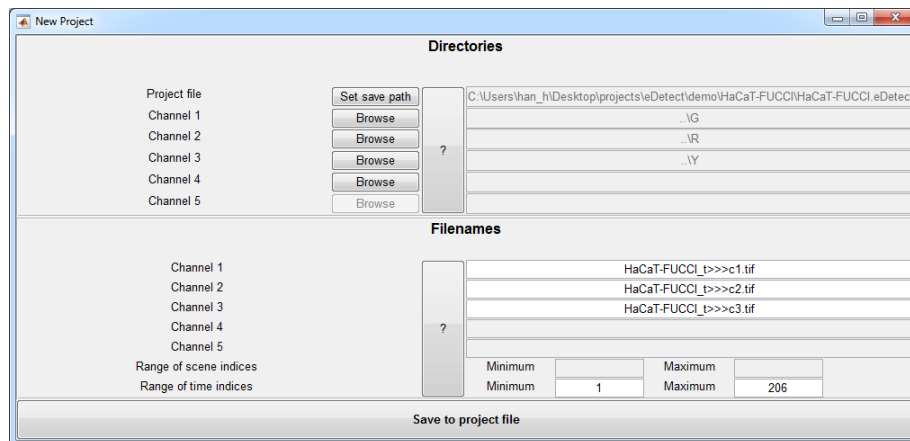 New Project
Directories
Project file Set save path C:\Users\han_h\Desktop\projects\eDetect\demo\HaCaT-FUCCI\HaCaT-FUCCI.eDetec
Channel 1 Browse ..\G
Channel 2 Browse ..\R
Channel 3 Browse ? ..\Y
Channel 4 Browse
Channel 5 Browse
Filenames
Channel 1 HaCaT-FUCCI_t>>>c1.tif
Channel 2 HaCaT-FUCCI_t>>>c2.tif
Channel 3 HaCaT-FUCCI_t>>>c3.tif
Channel 4 ?
Channel 5
Range of scene indices Minimum Maximum
Range of time indices Minimum 1 Maximum 206
Save to project file